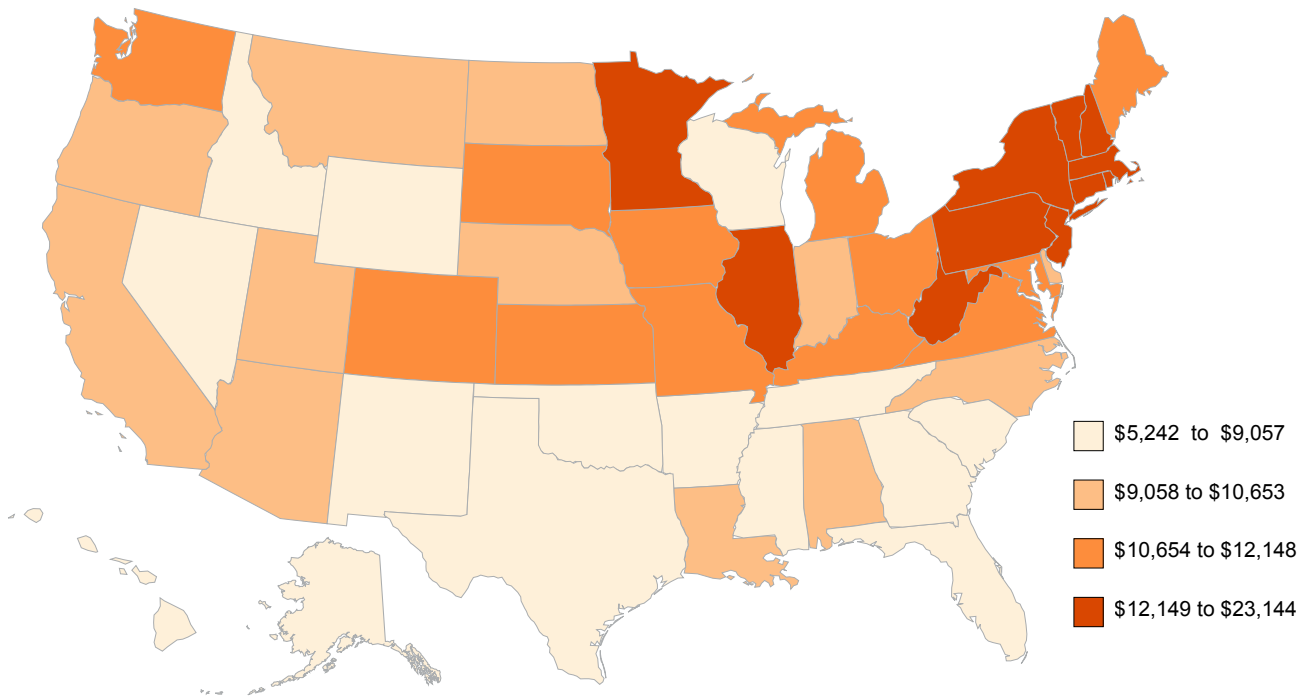 $5,242 to $9,057
$9,058 to $10,653
$10,654 to $12,148
$12,149 to $23,144